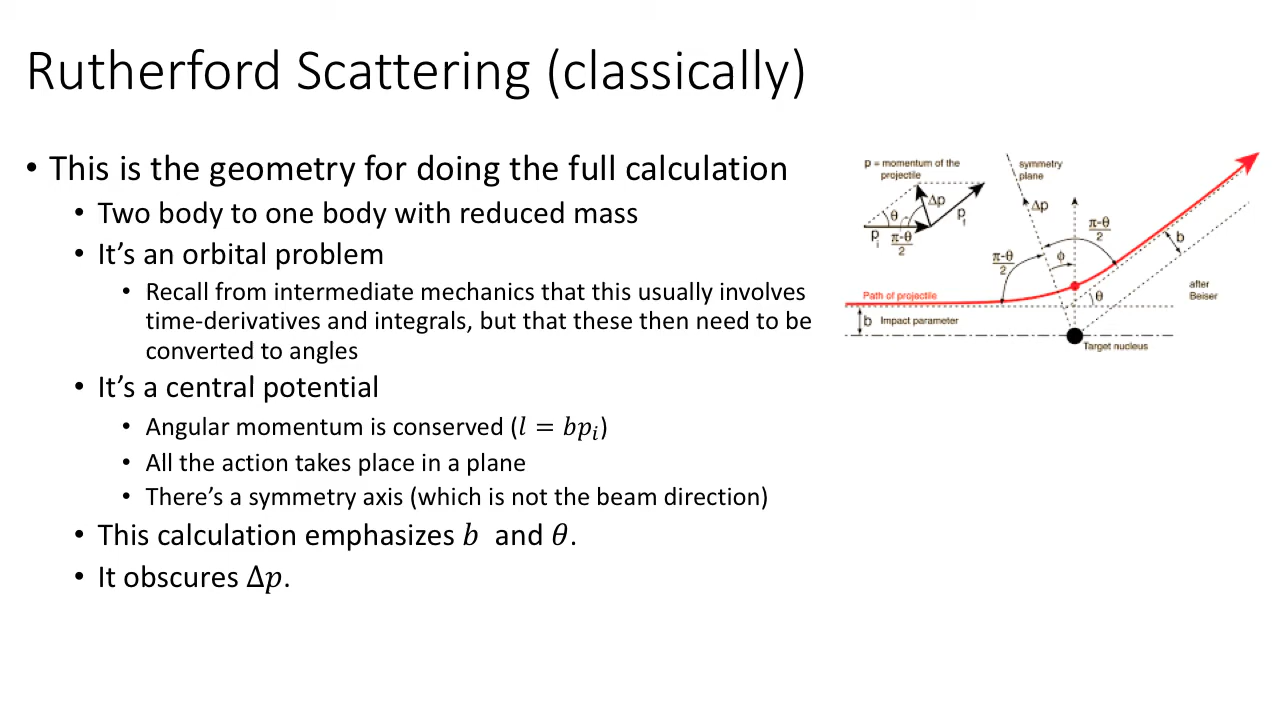 Rutherford Scattering (classically)
• This is the geometry for doing the full calculation
• Two body to one body with reduced mass
• It's an orbital problem
• Recall from intermediate mechanics that this usually involves
time-derivatives and integrals, but that these then need to be
converted to angles
• It's a central potential
• Angular momentum is conserved (𝑙 = 𝑏𝑝ᵢ)
• All the action takes place in a plane
• There's a symmetry axis (which is not the beam direction)
• This calculation emphasizes 𝑏 and 𝜃.
• It obscures Δ𝑝.
p = momentum of the
projectile
θ
Δp
p i
p i
π-θ
2
symmetry
plane
Δp
π-θ
2
π-θ
2
ϕ
b
θ
after
Beiser
Path of projectile
b Impact parameter
Target nucleus